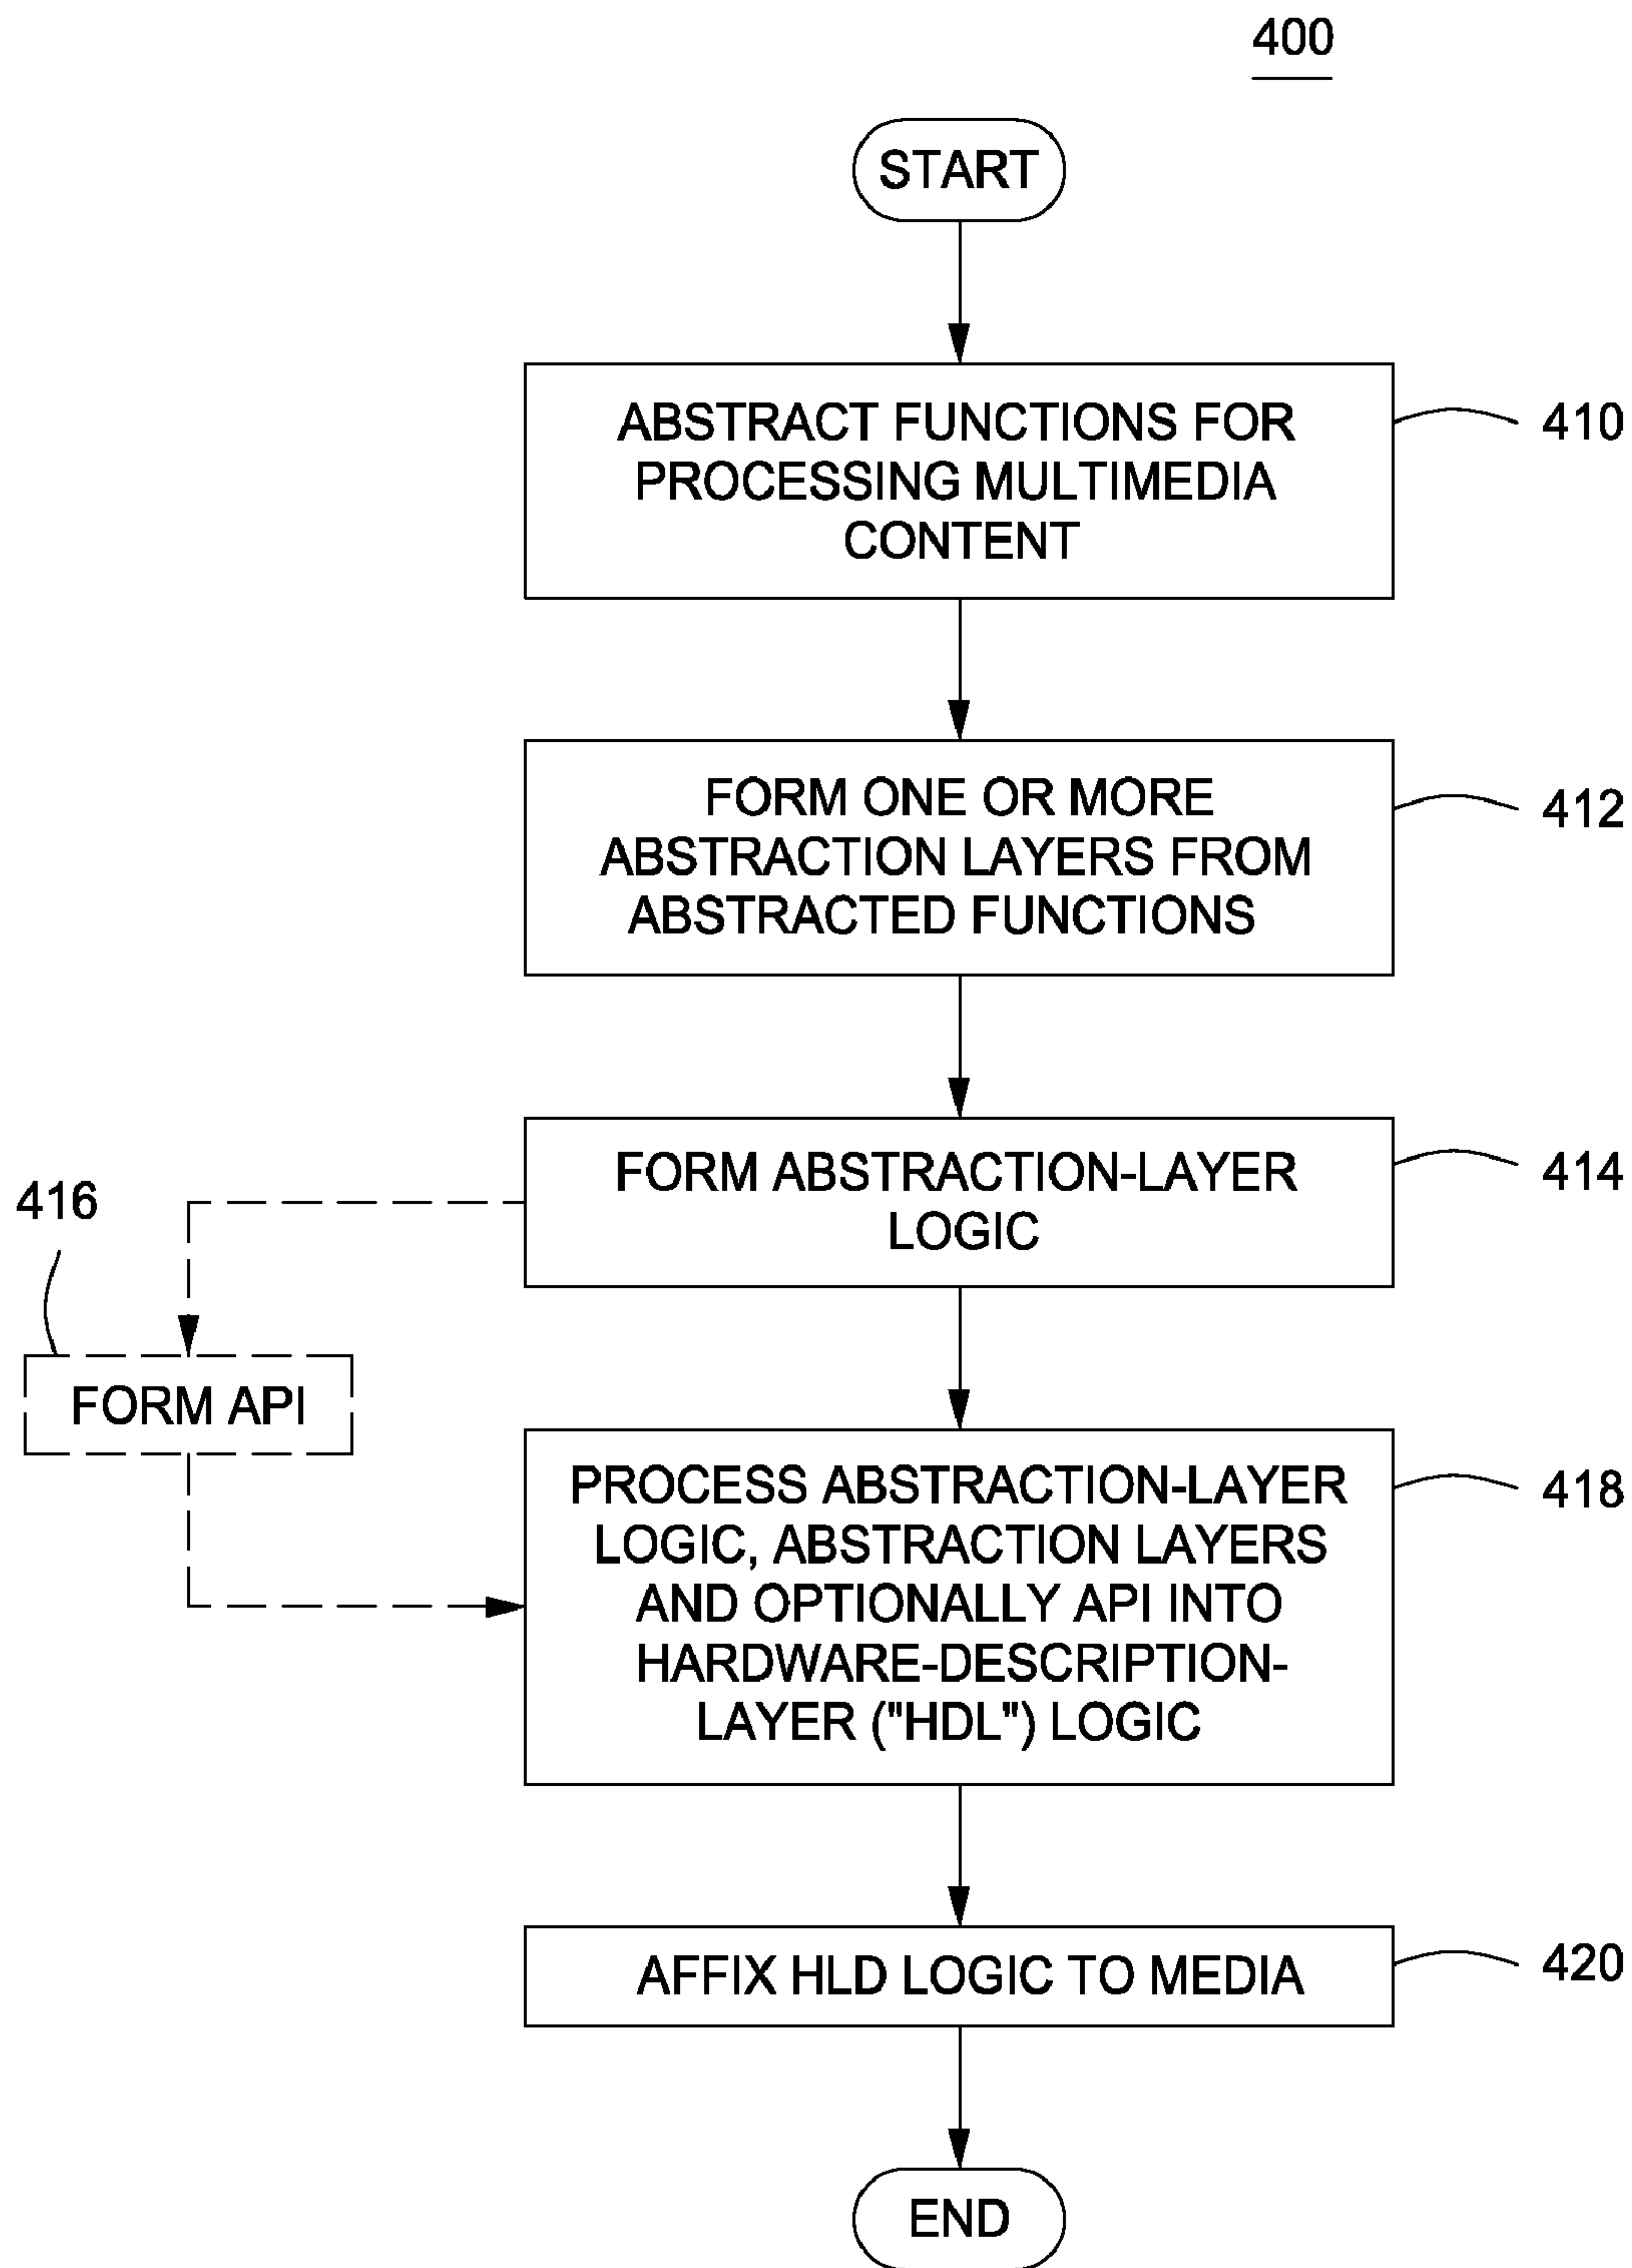 400
START
ABSTRACT FUNCTIONS FOR
PROCESSING MULTIMEDIA
CONTENT
410
FORM ONE OR MORE
ABSTRACTION LAYERS FROM
ABSTRACTED FUNCTIONS
412
FORM ABSTRACTION-LAYER
LOGIC
414
416
FORM API
PROCESS ABSTRACTION-LAYER
LOGIC, ABSTRACTION LAYERS
AND OPTIONALLY API INTO
HARDWARE-DESCRIPTION-
LAYER ("HDL") LOGIC
418
AFFIX HLD LOGIC TO MEDIA
420
END